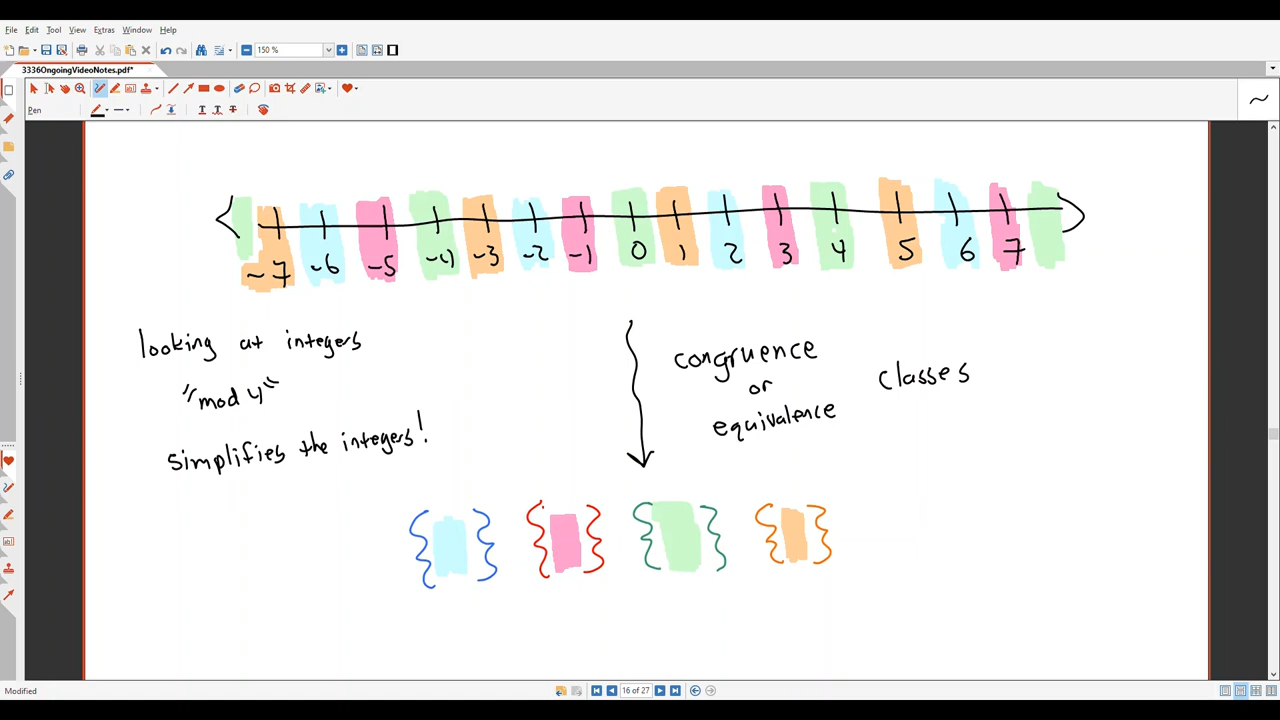 File Edit Tool View Extras Window Help
150 %
3336OngoingVideoNotes.pdf*
Pen
-7 -6 -5 -4 -3 -2 -1 0 1 2 3 4 5 6 7
looking at integers
"mod 4"
simplifies the integers!
congruence
or
equivalence
classes
Modified
16 of 27